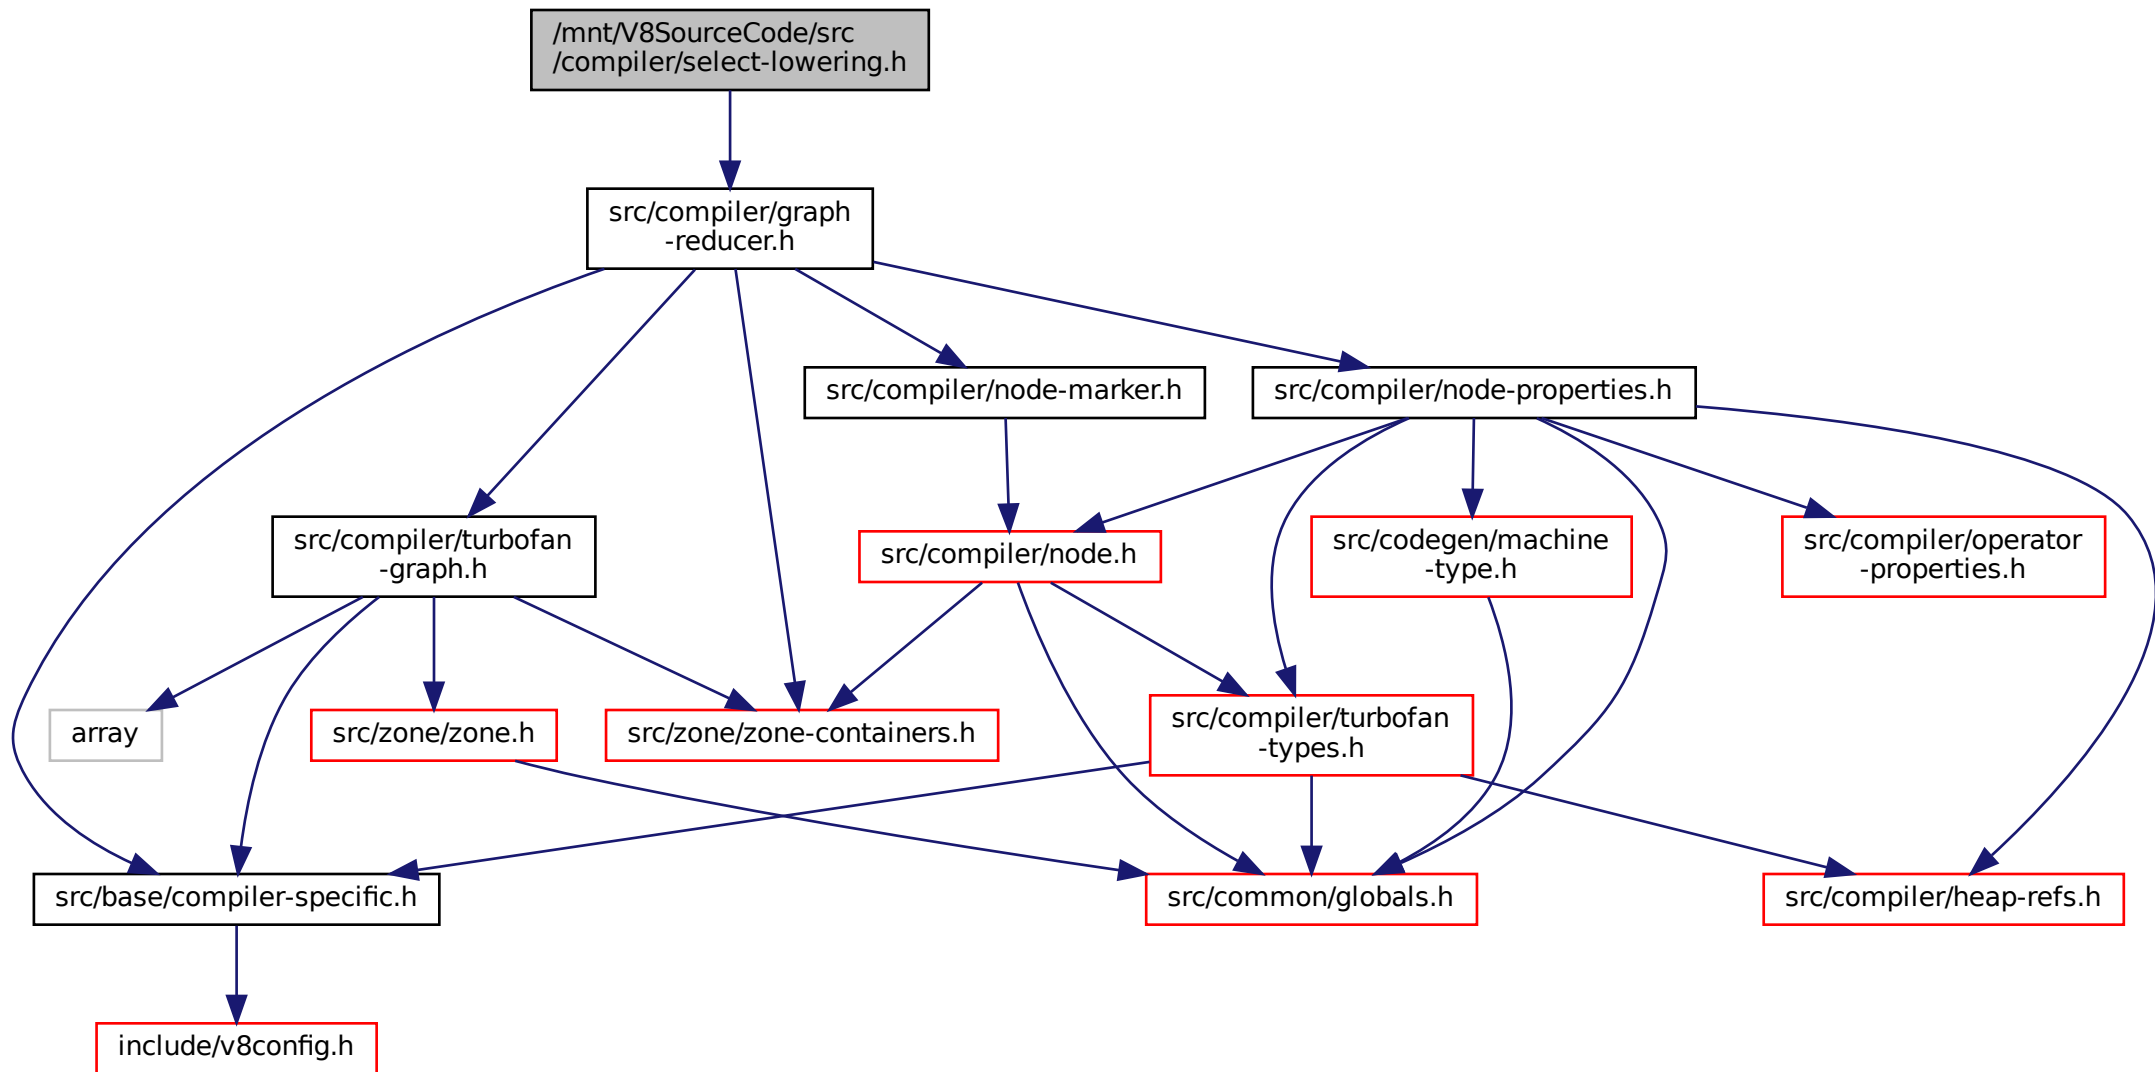 /mnt/V8SourceCode/src
/compiler/select-lowering.h
src/compiler/graph
-reducer.h
src/compiler/node-marker.h
src/compiler/node-properties.h
src/compiler/turbofan
-graph.h
src/compiler/node.h
src/codegen/machine
-type.h
src/compiler/operator
-properties.h
array
src/zone/zone.h
src/zone/zone-containers.h
src/compiler/turbofan
-types.h
src/base/compiler-specific.h
src/common/globals.h
src/compiler/heap-refs.h
include/v8config.h